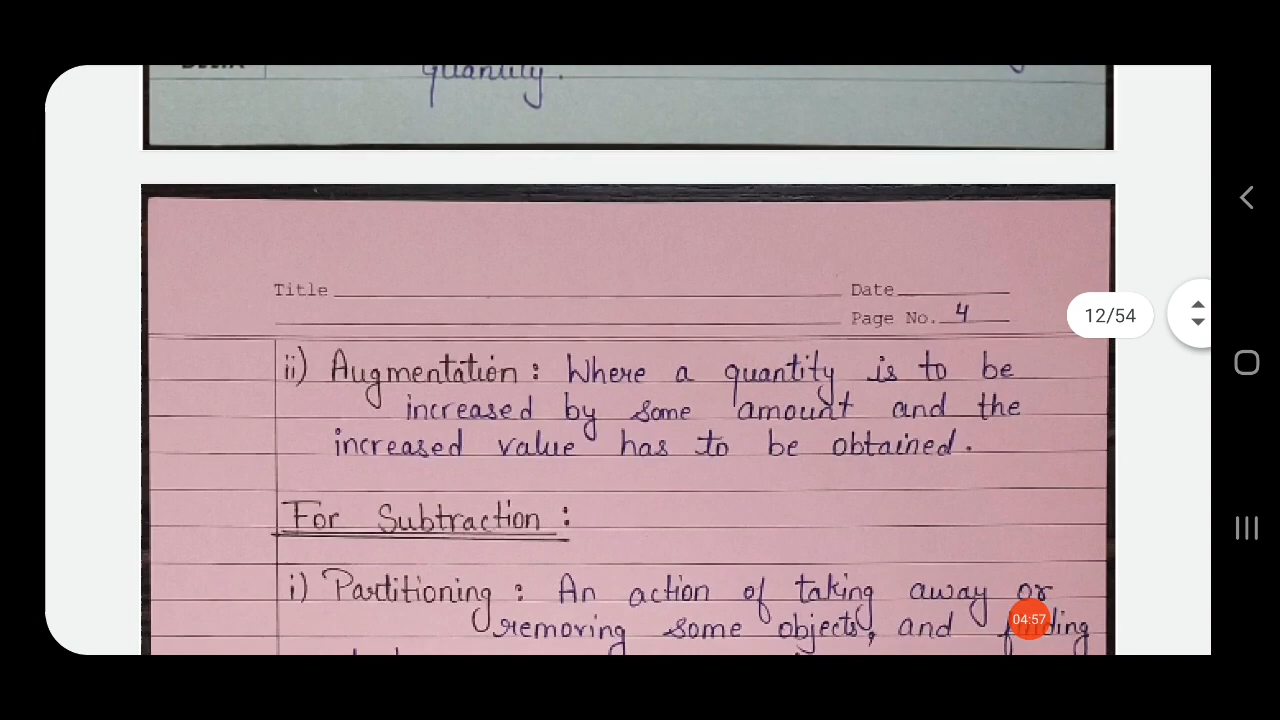 quantity.
Title
Date
Page No. 4
12/54
ii) Augmentation : Where a quantity is to be
increased by some amount and the
increased value has to be obtained.
For Subtraction :
i) Partitioning : An action of taking away or
removing some objects, and finding
04:57